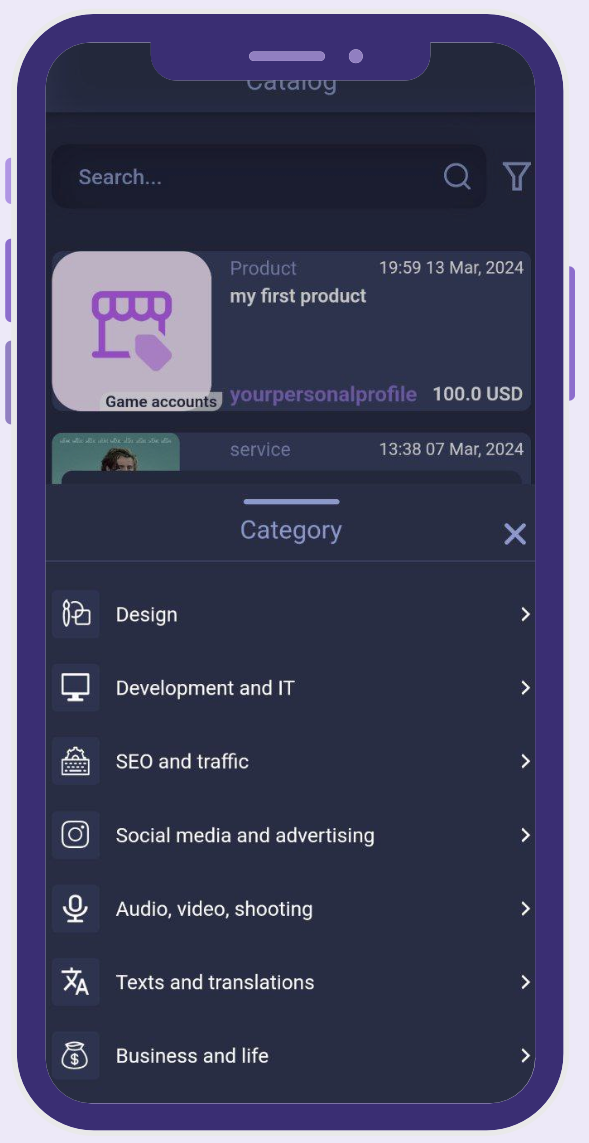 Catalog
Search...
Product
19:59 13 Mar, 2024
my first product
Game accounts
yourpersonalprofile
100.0 USD
service
13:38 07 Mar, 2024
Category
Design
Development and IT
SEO and traffic
Social media and advertising
Audio, video, shooting
Texts and translations
Business and life